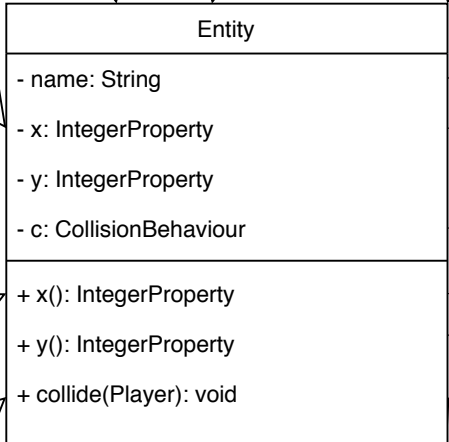 Entity
- name: String
- x: IntegerProperty
- y: IntegerProperty
- c: CollisionBehaviour
+ x(): IntegerProperty
+ y(): IntegerProperty
+ collide(Player): void